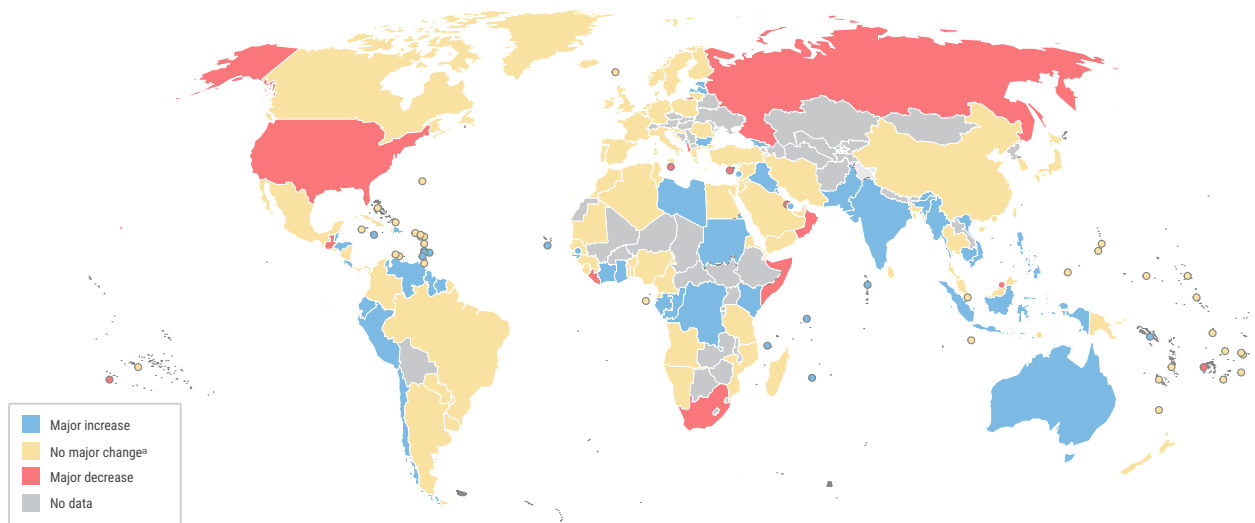 Major increase
No major changeᵃ
Major decrease
No data